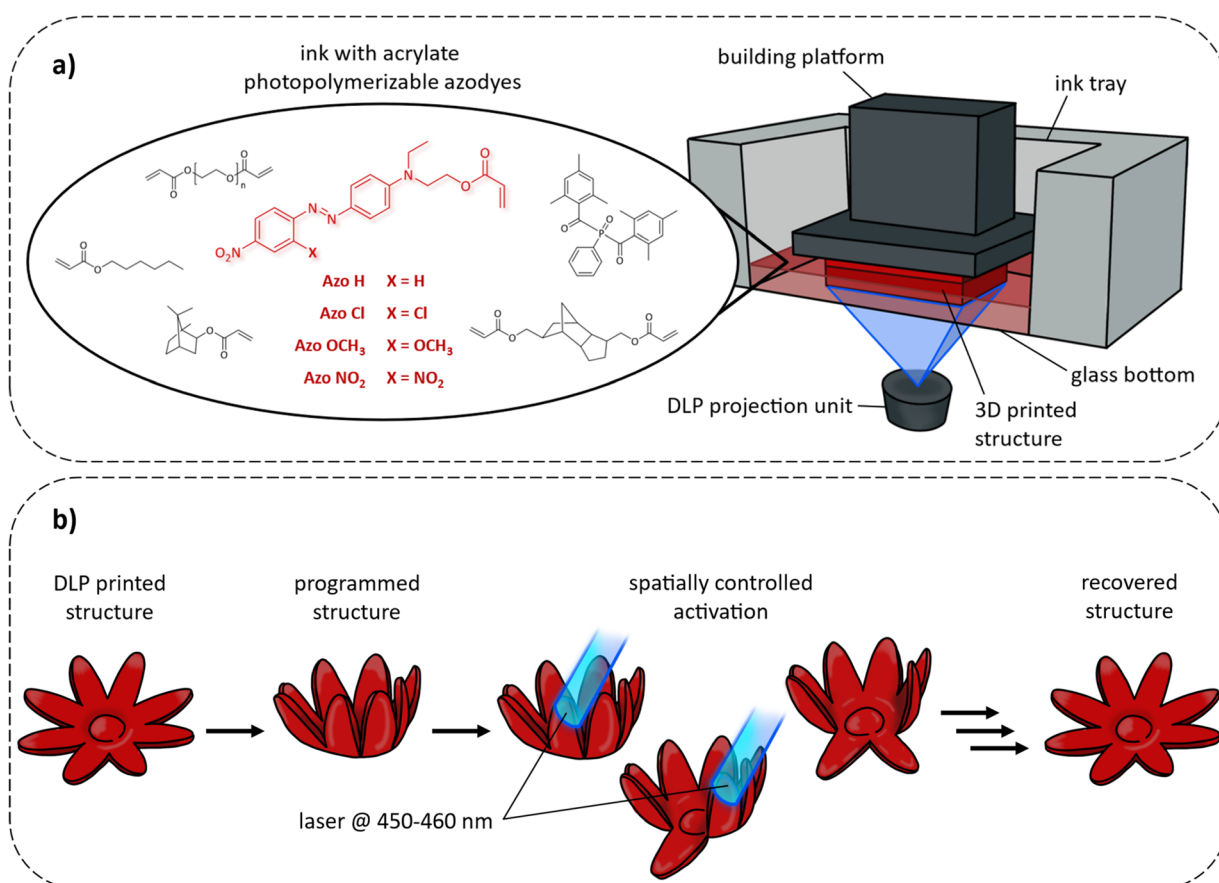 a)
ink with acrylate
photopolymerizable azodyes
building platform
ink tray
O
O
n
O
O
N
N
N
O
O
O₂N
X
O
O
P
O
O
O
O
Azo H X = H
Azo Cl X = Cl
Azo OCH₃ X = OCH₃
Azo NO₂ X = NO₂
O
O
O
O
O
O
glass bottom
DLP projection unit
3D printed
structure
b)
DLP printed
structure
programmed
structure
spatially controlled
activation
recovered
structure
laser @ 450-460 nm